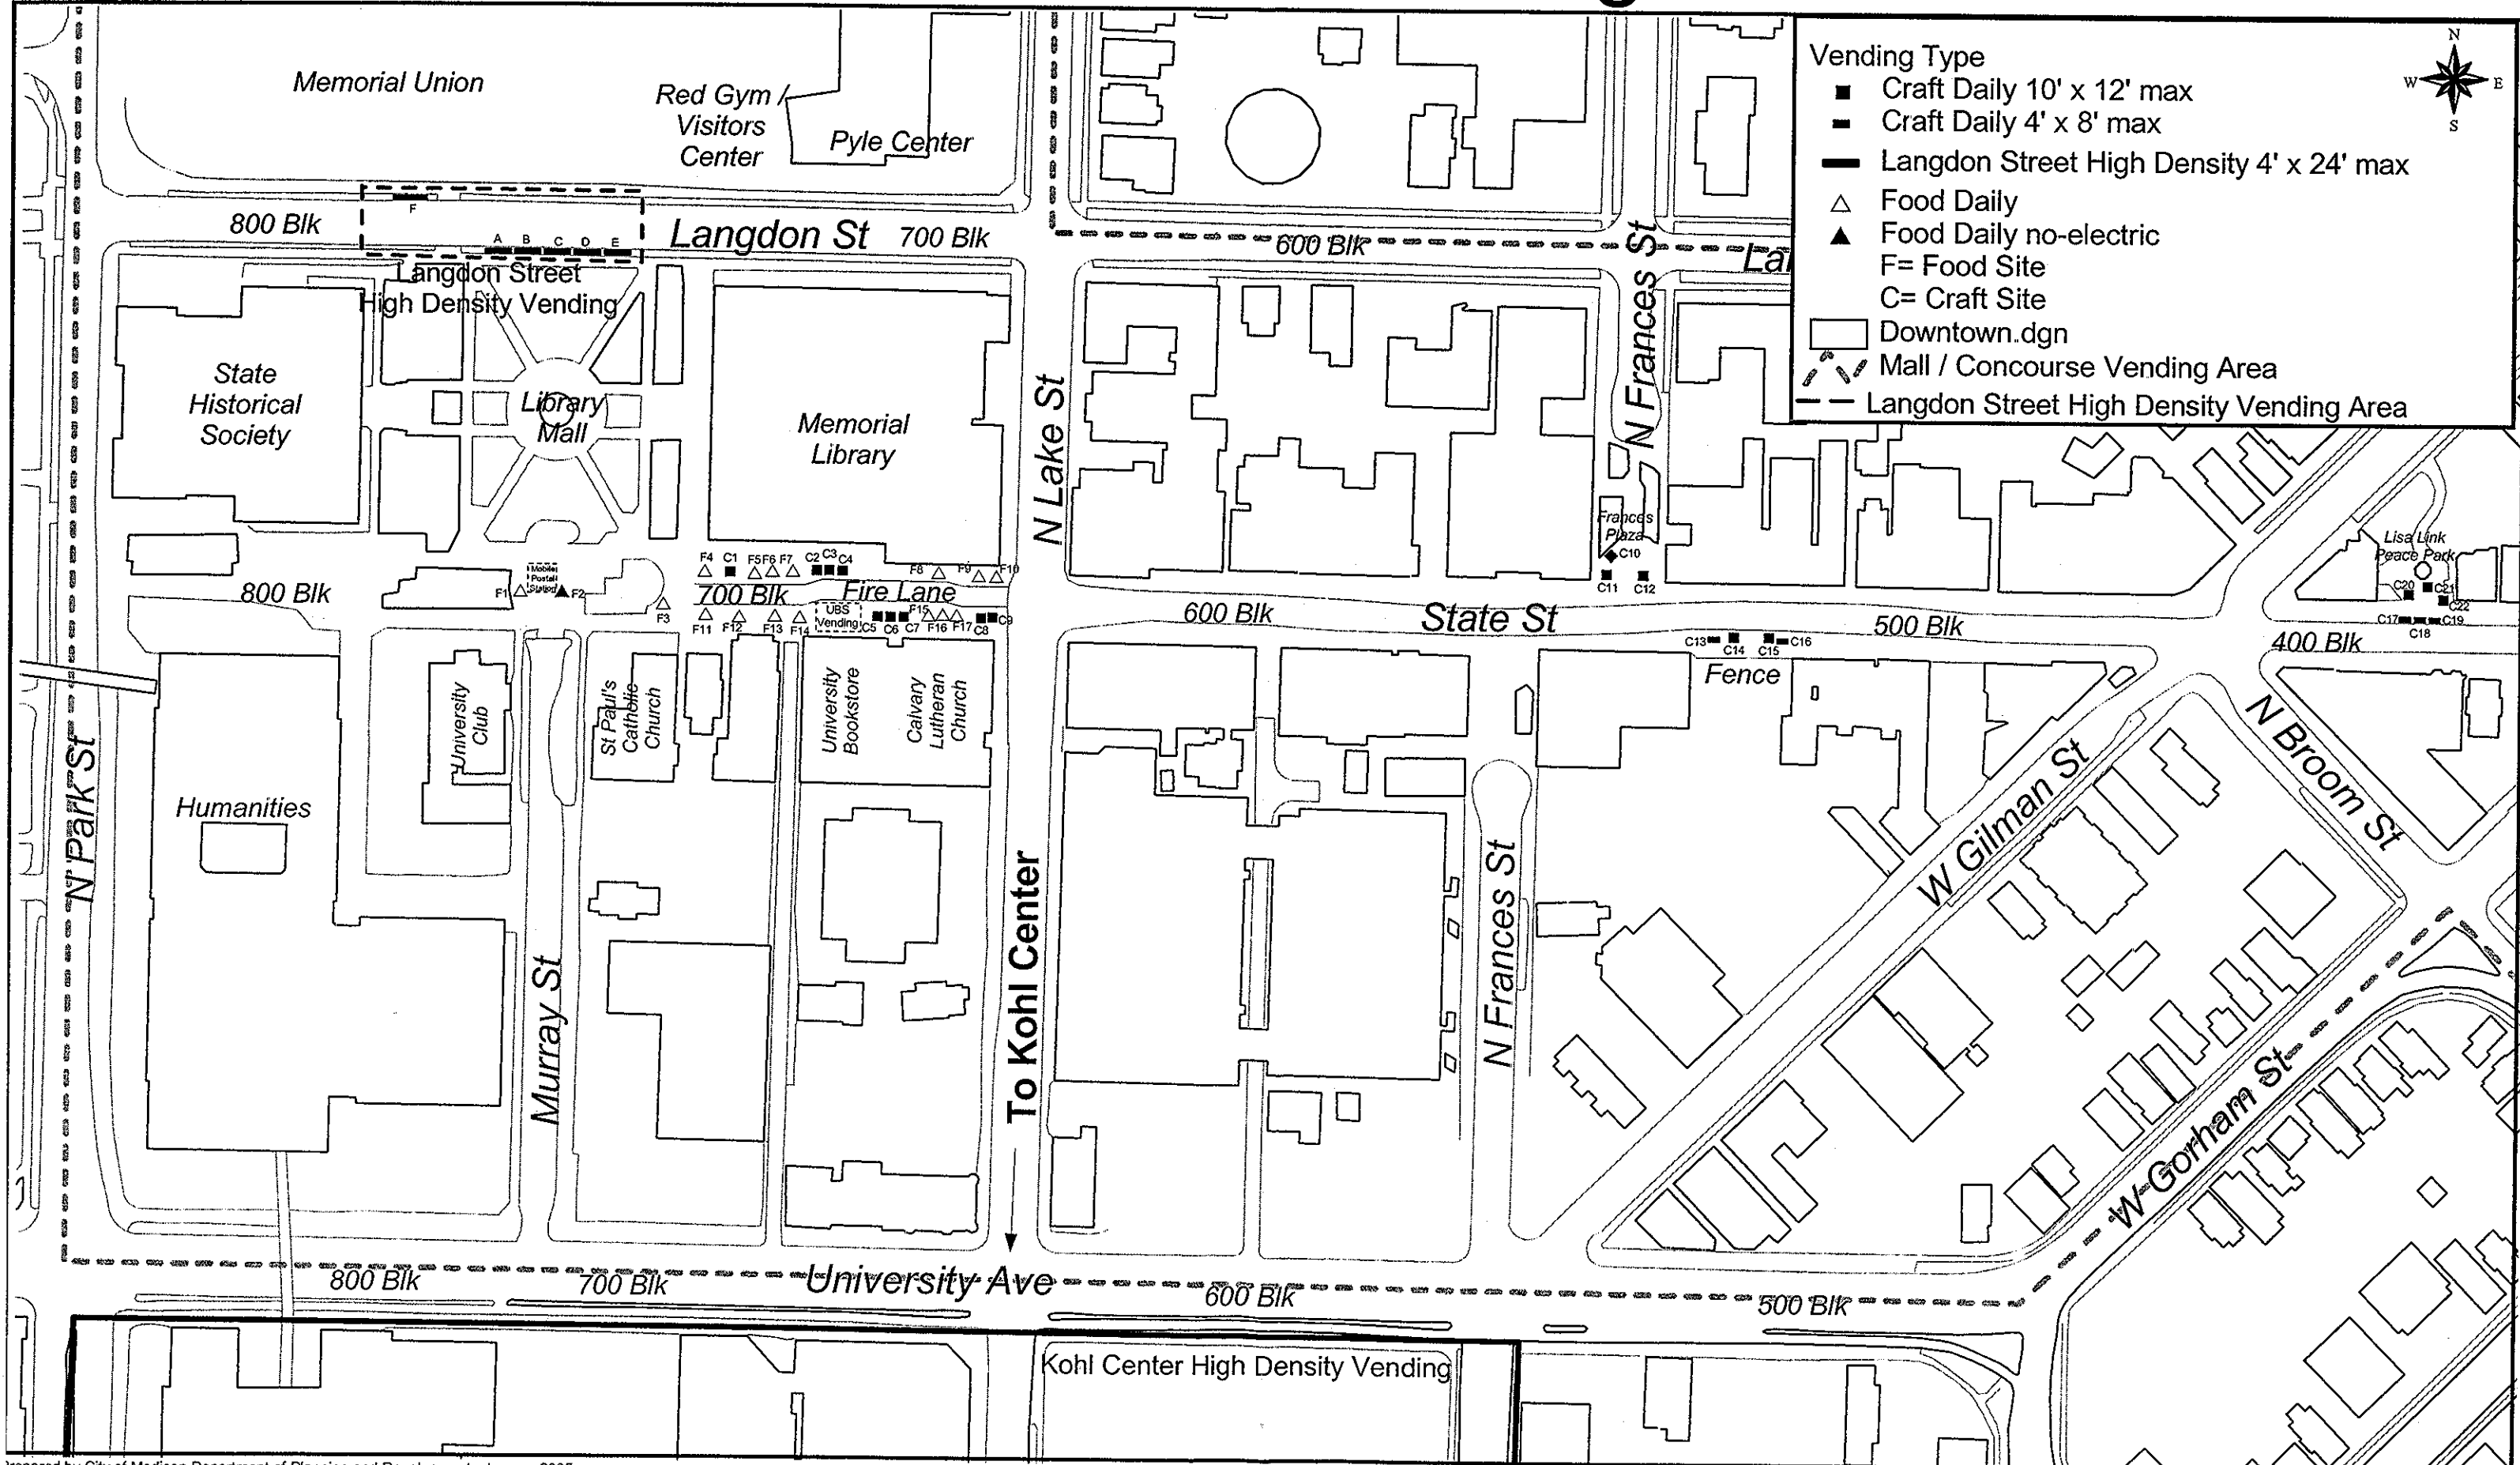 Memorial Union
Red Gym /
Visitors
Center
Pyle Center
Vending Type
Craft Daily 10' x 12' max
Craft Daily 4' x 8' max
Langdon Street High Density 4' x 24' max
Food Daily
Food Daily no-electric
F= Food Site
C= Craft Site
Downtown.dgn
Mall / Concourse Vending Area
Langdon Street High Density Vending Area
N
W
E
S
F
800 Blk
A B C D E
Langdon St
700 Blk
600 Blk
Lan
Langdon Street
High Density Vending
N Frances St
State
Historical
Society
Library
Mall
Memorial
Library
N Lake St
Frances
Plaza
C10
C11
C12
Lisa Link
Peace Park
C20
C21
C22
C17
C18
C19
Mobile
Postal
Station
F1
F2
F3
F4
C1
F5
F6
F7
C2
C3
C4
F8
F9
F10
800 Blk
700 Blk
Fire Lane
F11
F12
F13
F14
UBS
Vending
C5
C6
C7
F15
F16
F17
C8
C9
600 Blk
State St
500 Blk
400 Blk
C13
C14
C15
C16
Fence
University
Club
St Paul's
Catholic
Church
University
Bookstore
Calvary
Lutheran
Church
N Park St
Humanities
Murray St
To Kohl Center
N Frances St
W Gilman St
N Broom St
W Gorham St
800 Blk
700 Blk
University Ave
600 Blk
500 Blk
Kohl Center High Density Vending